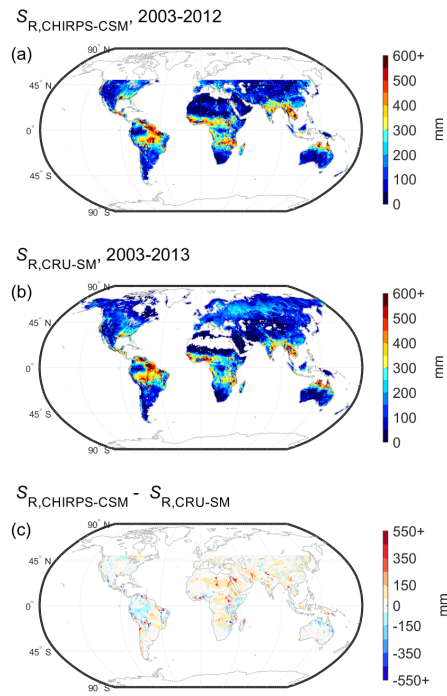 SR,CHIRPS-CSM, 2003-2012
(a)
90° N
45° N
0°
45° S
90° S
600+
500
400
300
200
100
0
mm
SR,CRU-SM, 2003-2013
(b)
90° N
45° N
0°
45° S
90° S
600+
500
400
300
200
100
0
mm
SR,CHIRPS-CSM - SR,CRU-SM
(c)
90° N
45° N
0°
45° S
90° S
550+
350
150
0
-150
-350
-550+
mm